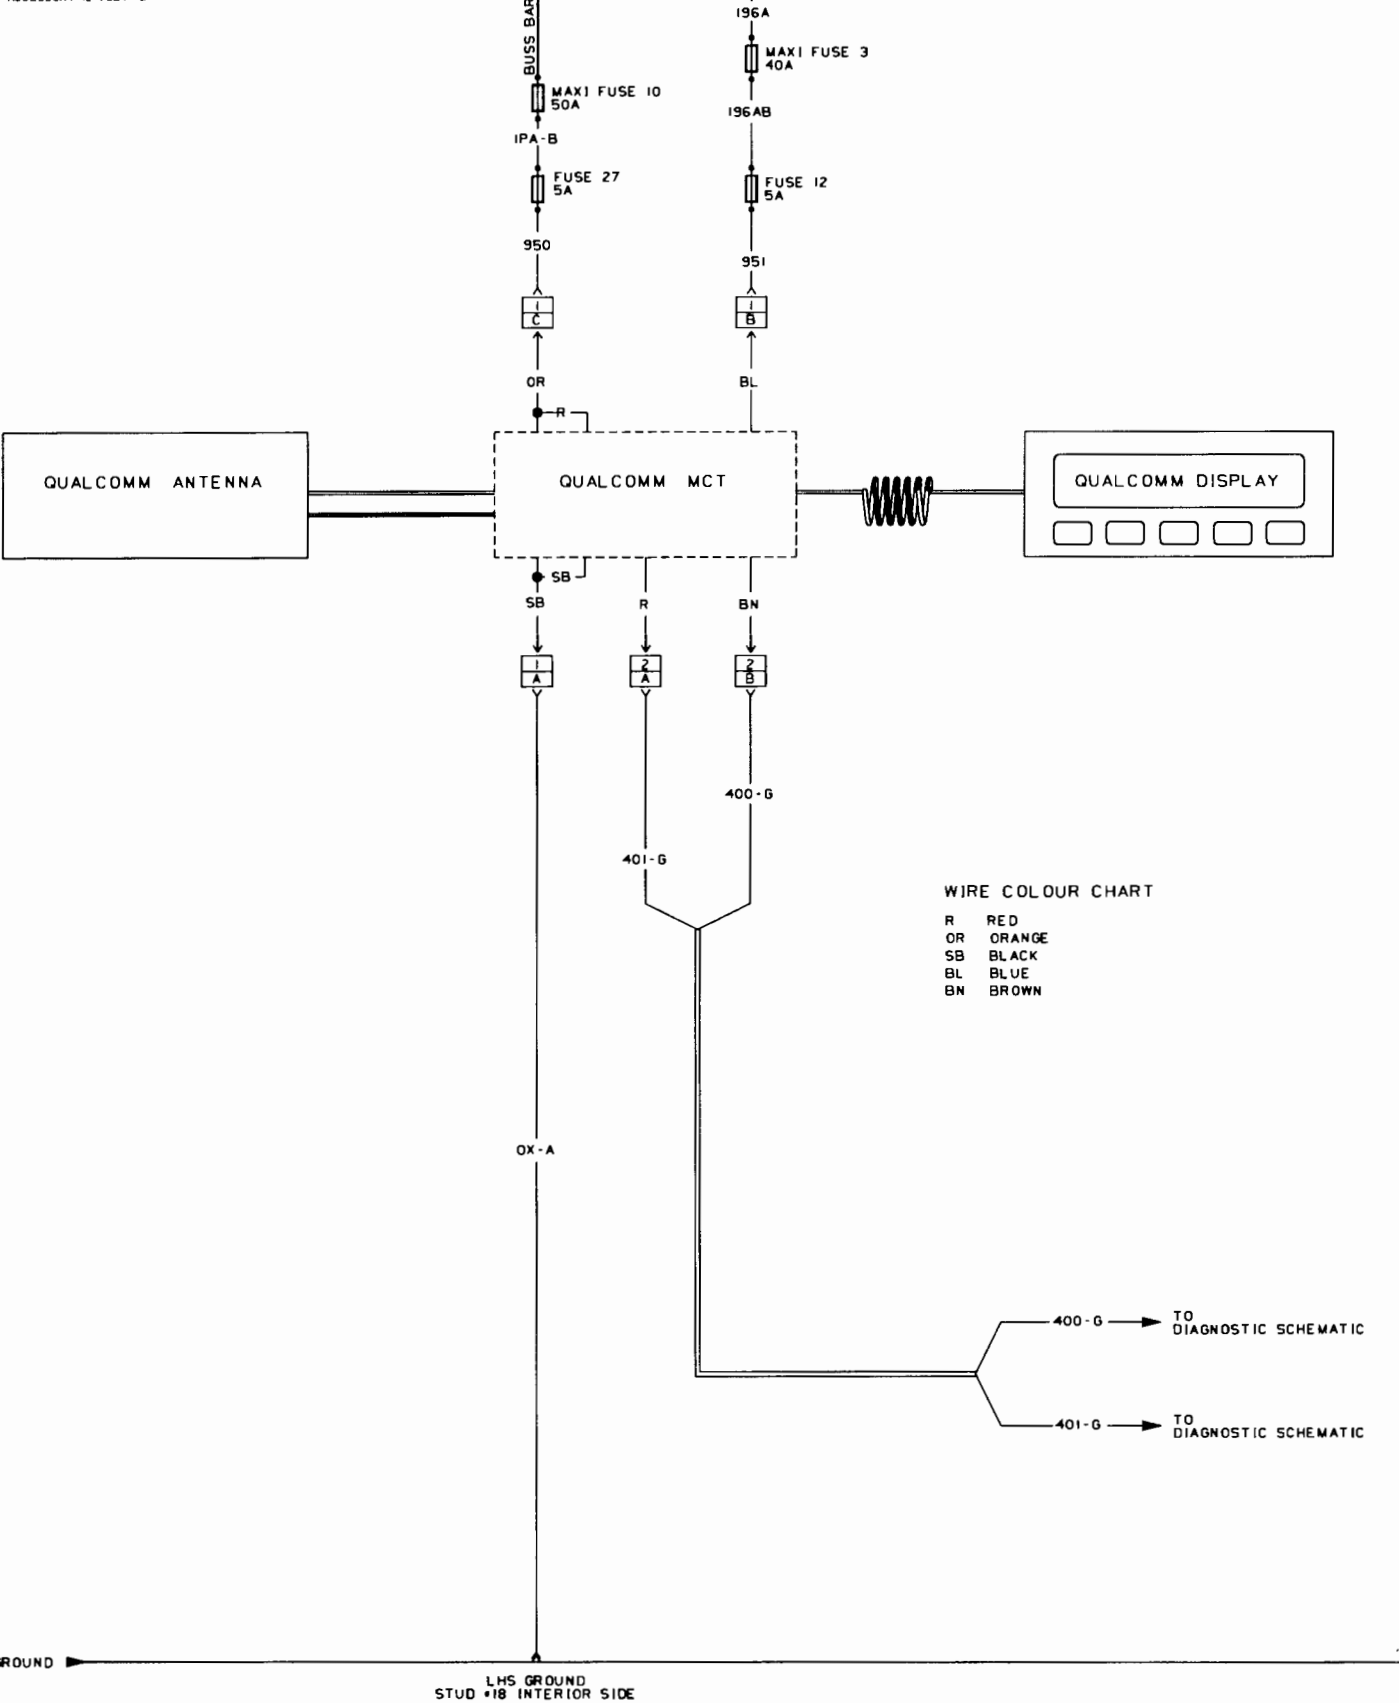 BUSS BAR
196A
MAXI FUSE 3
40A
MAXI FUSE 10
50A
196AB
1PA-B
FUSE 27
5A
FUSE 12
5A
950
951
1
C
1
B
OR
BL
R
QUALCOMM ANTENNA
QUALCOMM MCT
QUALCOMM DISPLAY
SB
SB
R
BN
1
A
2
A
2
B
400-G
401-G
WIRE COLOUR CHART
R RED
OR ORANGE
SB BLACK
BL BLUE
BN BROWN
OX-A
400-G
TO
DIAGNOSTIC SCHEMATIC
401-G
TO
DIAGNOSTIC SCHEMATIC
ROUND
LHS GROUND
STUD #18 INTERIOR SIDE